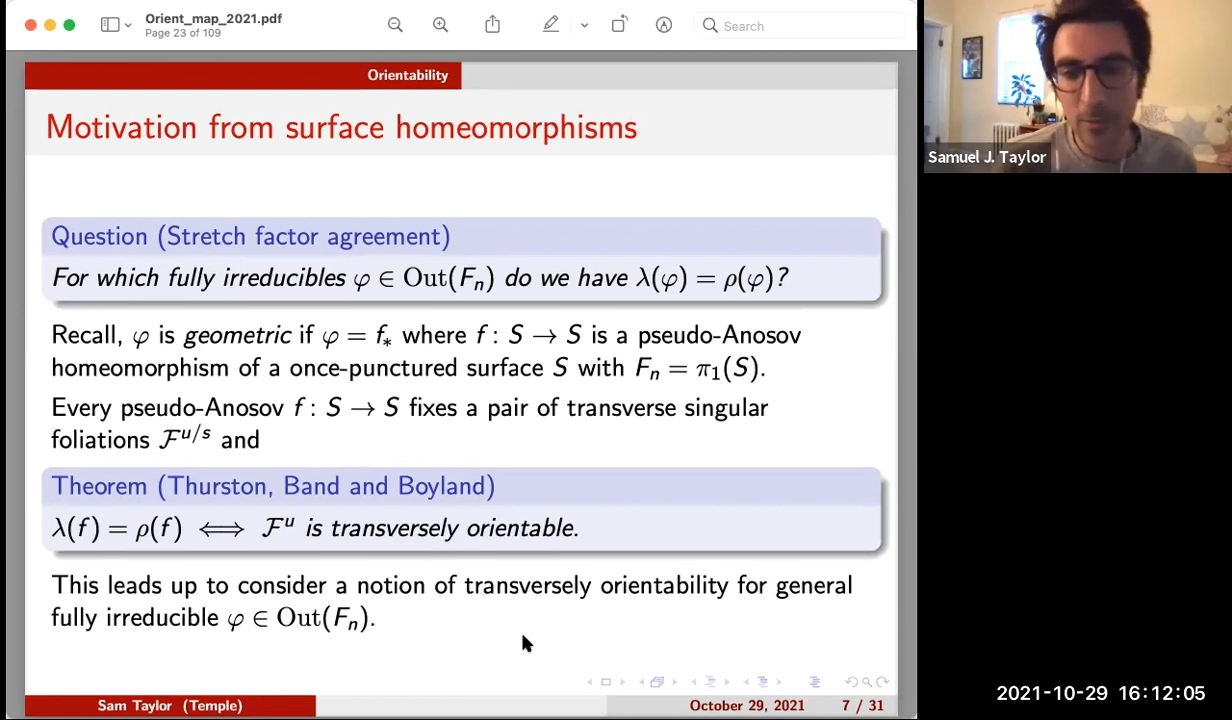 Orient_map_2021.pdf
Page 23 of 109
Search
Orientability
Motivation from surface homeomorphisms
Question (Stretch factor agreement)
For which fully irreducibles φ ∈ Out(Fₙ) do we have λ(φ) = ρ(φ)?
Recall, φ is geometric if φ = f∗ where f : S → S is a pseudo-Anosov
homeomorphism of a once-punctured surface S with Fₙ = π₁(S).
Every pseudo-Anosov f : S → S fixes a pair of transverse singular
foliations ℱ^{u/s} and
Theorem (Thurston, Band and Boyland)
λ(f) = ρ(f) ⟺ ℱ^u is transversely orientable.
This leads up to consider a notion of transversely orientability for general
fully irreducible φ ∈ Out(Fₙ).
Sam Taylor (Temple)
October 29, 2021
7 / 31
Samuel J. Taylor
2021-10-29 16:12:05